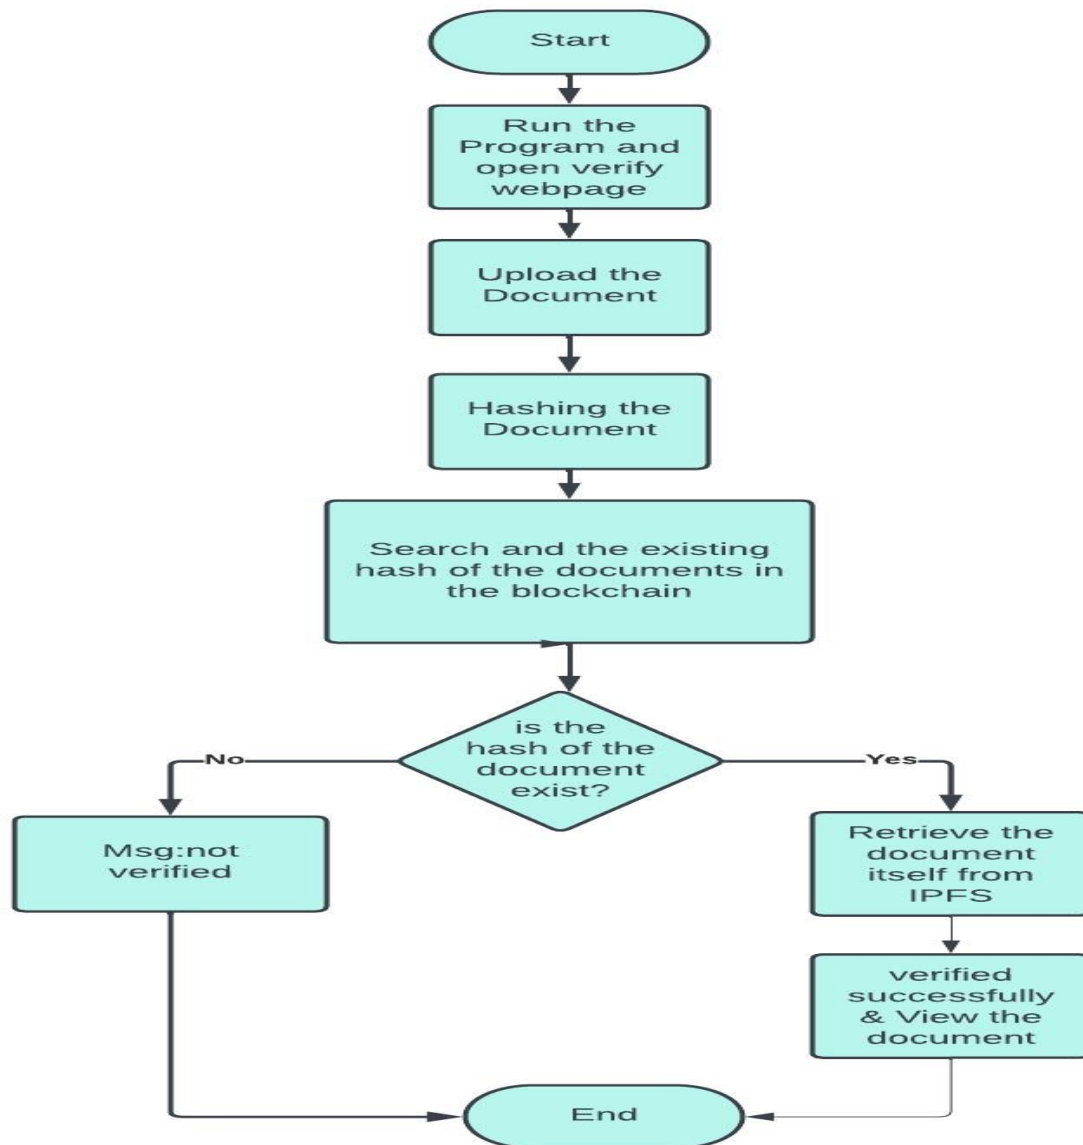 Start
Run the
Program and
open verify
webpage
Upload the
Document
Hashing the
Document
Search and the existing
hash of the documents in
the blockchain
is the
hash of the
document
exist?
No
Yes
Msg:not
verified
Retrieve the
document
itself from
IPFS
verified
successfully
& View the
document
End